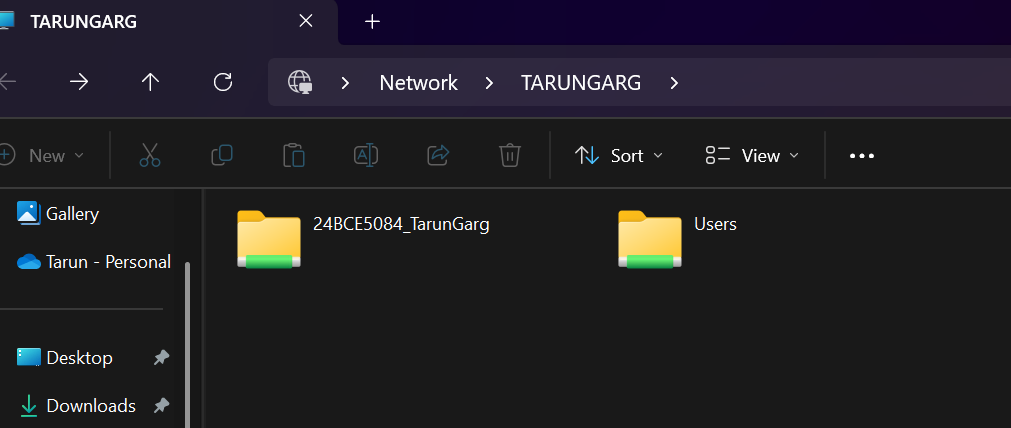 TARUNGARG
Network TARUNGARG
New Sort View
Gallery
Tarun - Personal
Desktop
Downloads
24BCE5084_TarunGarg
Users